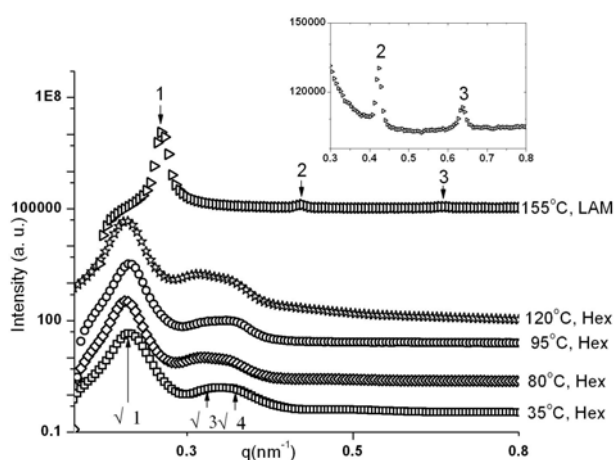 150000
2
3
120000
0.3 0.4 0.5 0.6 0.7 0.8
1E8
1
2
3
100000
155°C, LAM
Intensity (a. u.)
120°C, Hex
100
95°C, Hex
80°C, Hex
35°C, Hex
√ 1
√ 3 √ 4
0.1
0.3 0.5 0.8
q(nm⁻¹)